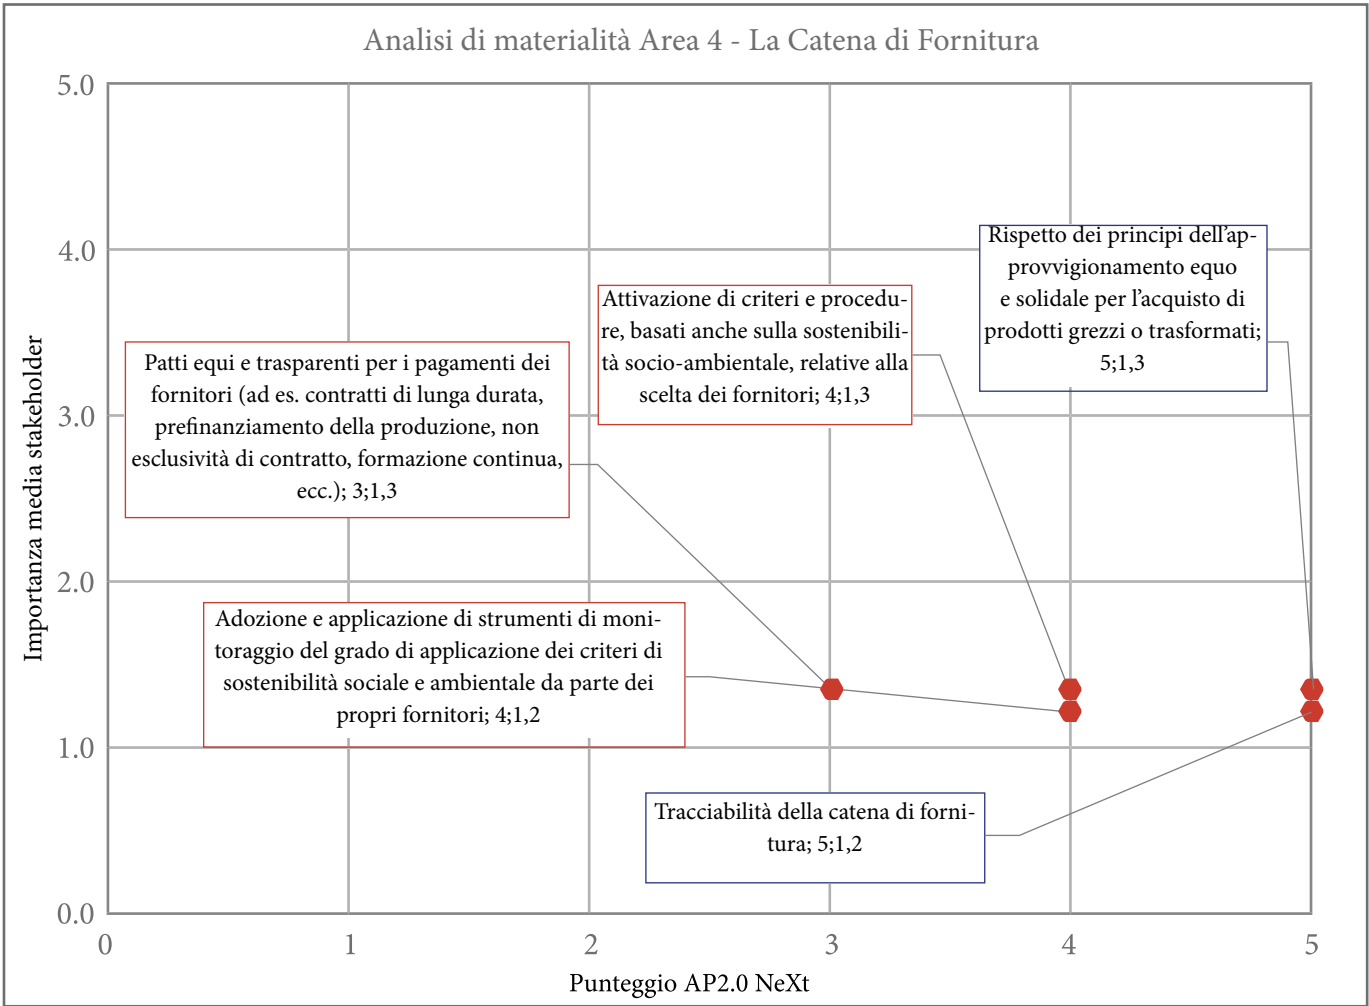 Analisi di materialità Area 4 - La Catena di Fornitura
5.0
4.0
3.0
2.0
1.0
0.0
Importanza media stakeholder
Rispetto dei principi dell'ap-
provvigionamento equo
e solidale per l'acquisto di
prodotti grezzi o trasformati;
5;1,3
Attivazione di criteri e procedu-
re, basati anche sulla sostenibili-
tà socio-ambientale, relative alla
scelta dei fornitori; 4;1,3
Patti equi e trasparenti per i pagamenti dei
fornitori (ad es. contratti di lunga durata,
prefinanziamento della produzione, non
esclusività di contratto, formazione continua,
ecc.); 3;1,3
Adozione e applicazione di strumenti di moni-
toraggio del grado di applicazione dei criteri di
sostenibilità sociale e ambientale da parte dei
propri fornitori; 4;1,2
Tracciabilità della catena di forni-
tura; 5;1,2
0 1 2 3 4 5
Punteggio AP2.0 NeXt